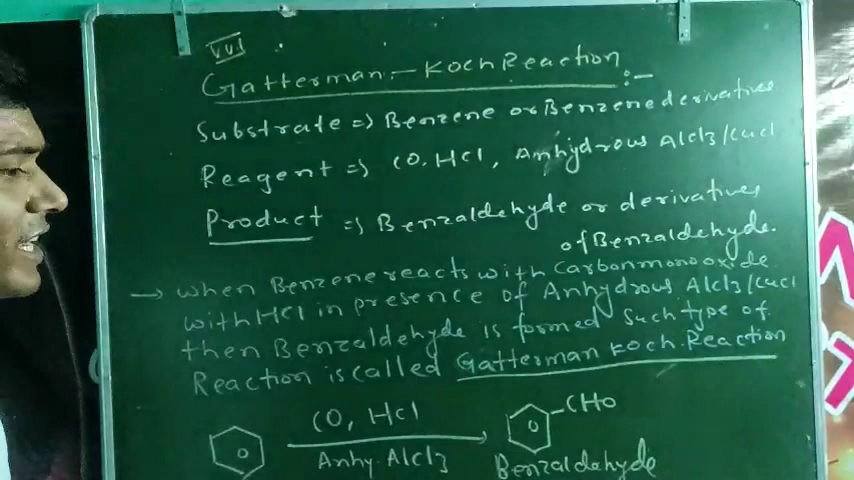 VVI
Gatterman - Koch Reaction :-
Substrate => Benzene or Benzene derivatives
Reagent => CO, HCl, Anhydrous AlCl3/CuCl
Product => Benzaldehyde or derivatives
of Benzaldehyde.
→ When Benzene reacts with Carbonmonooxide
with HCl in presence of Anhydrous AlCl3/CuCl
then Benzaldehyde is formed Such type of
Reaction is called Gatterman Koch Reaction
CO, HCl
CHO
Anhy. AlCl3
Benzaldehyde